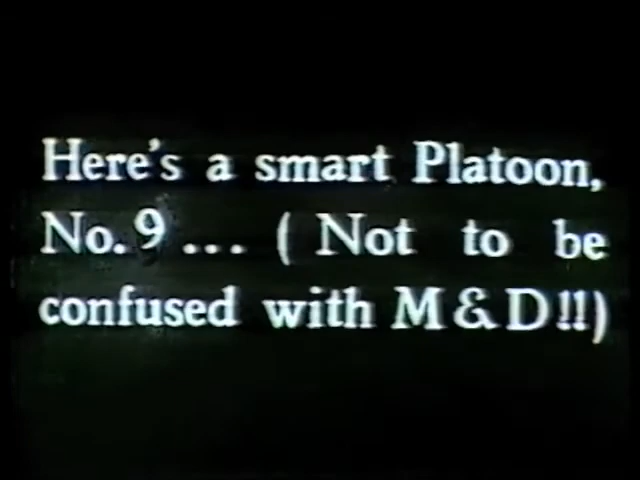 Here's a smart Platoon,
No.9 ... ( Not to be
confused with M & D!!)